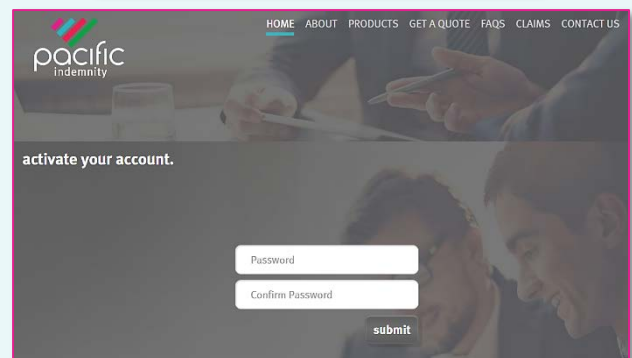 HOME ABOUT PRODUCTS GET A QUOTE FAQS CLAIMS CONTACT US
pacific
indemnity
activate your account.
Password
Confirm Password
submit